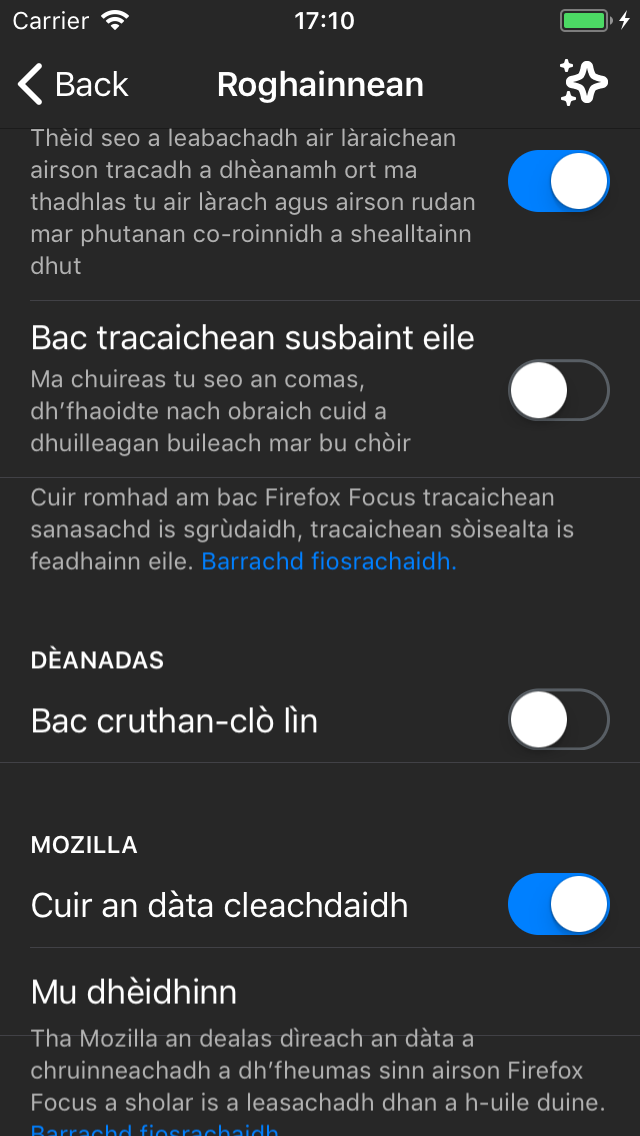 Carrier 17:10
Back Roghainnean
Thèid seo a leabachadh air làraichean
airson tracadh a dhèanamh ort ma
thadhlas tu air làrach agus airson rudan
mar phutanan co-roinnidh a shealltainn
dhut
Bac tracaichean susbaint eile
Ma chuireas tu seo an comas,
dh’fhaoidte nach obraich cuid a
dhuilleagan buileach mar bu chòir
Cuir romhad am bac Firefox Focus tracaichean
sanasachd is sgrùdaidh, tracaichean sòisealta is
feadhainn eile. Barrachd fiosrachaidh.
DÈANADAS
Bac cruthan-clò lìn
MOZILLA
Cuir an dàta cleachdaidh
Mu dhèidhinn
Tha Mozilla an dealas dìreach an dàta a
chruinneachadh a dh’fheumas sinn airson Firefox
Focus a sholar is a leasachadh dhan a h-uile duine.
Barrachd fiosrachaidh